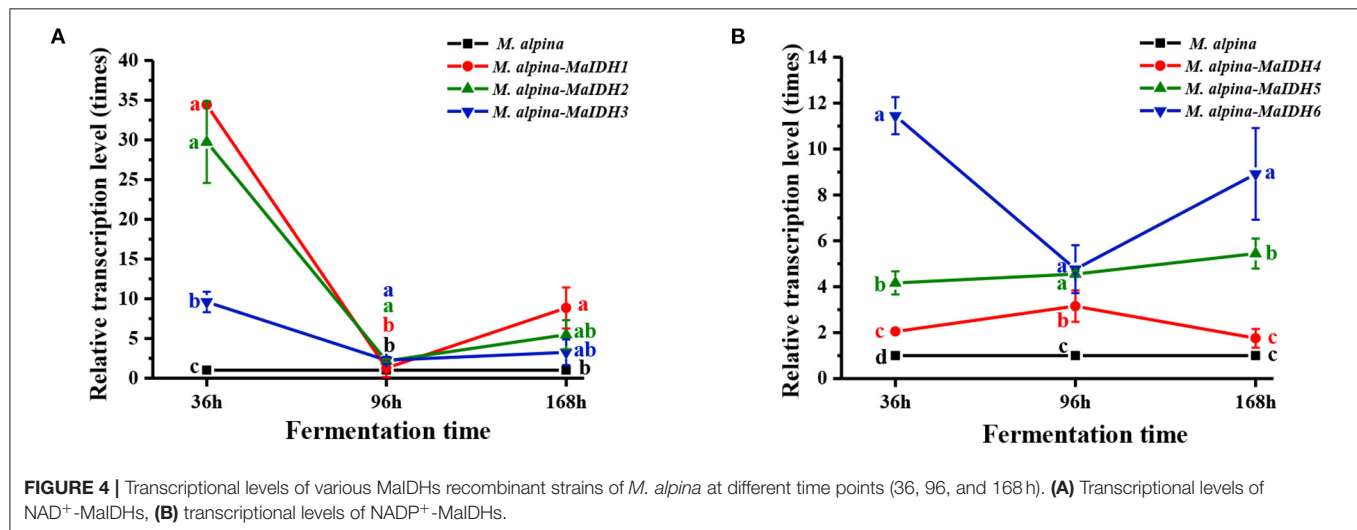 A
M. alpina
M. alpina-MaIDH1
M. alpina-MaIDH2
M. alpina-MaIDH3
Relative transcription level (times)
40
35
30
25
20
15
10
5
0
a
a
b
c
a
a
b
b
a
ab
ab
b
36h
96h
168h
Fermentation time
B
M. alpina
M. alpina-MaIDH4
M. alpina-MaIDH5
M. alpina-MaIDH6
Relative transcription level (times)
14
12
10
8
6
4
2
0
a
b
c
d
a
a
b
c
a
b
c
c
36h
96h
168h
Fermentation time
FIGURE 4 | Transcriptional levels of various MaIDHs recombinant strains of M. alpina at different time points (36, 96, and 168 h). (A) Transcriptional levels of
NAD⁺-MaIDHs, (B) transcriptional levels of NADP⁺-MaIDHs.